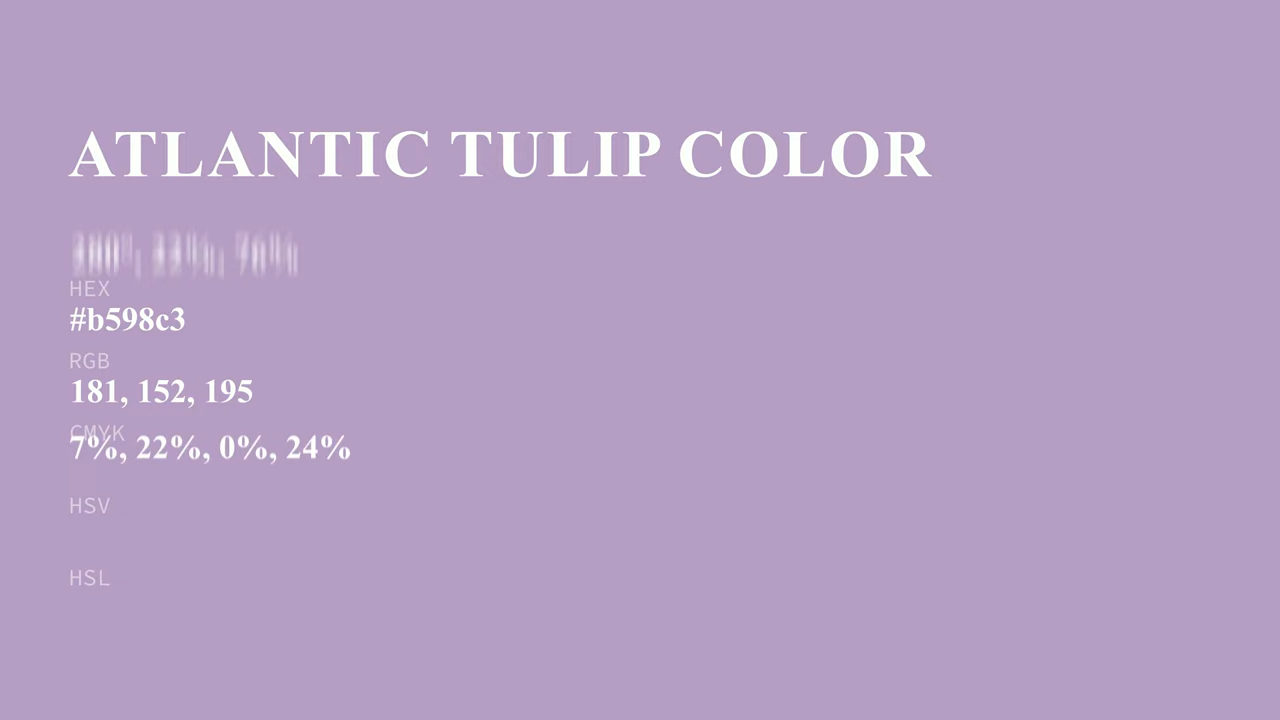 ATLANTIC TULIP COLOR
HEX
#b598c3
RGB
181, 152, 195
CMYK
7%, 22%, 0%, 24%
HSV
HSL